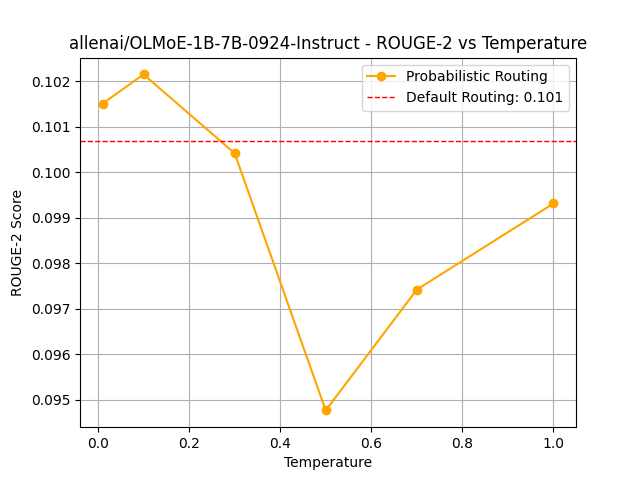 allenai/OLMoE-1B-7B-0924-Instruct - ROUGE-2 vs Temperature
Probabilistic Routing
Default Routing: 0.101
ROUGE-2 Score
0.102
0.101
0.100
0.099
0.098
0.097
0.096
0.095
0.0 0.2 0.4 0.6 0.8 1.0
Temperature